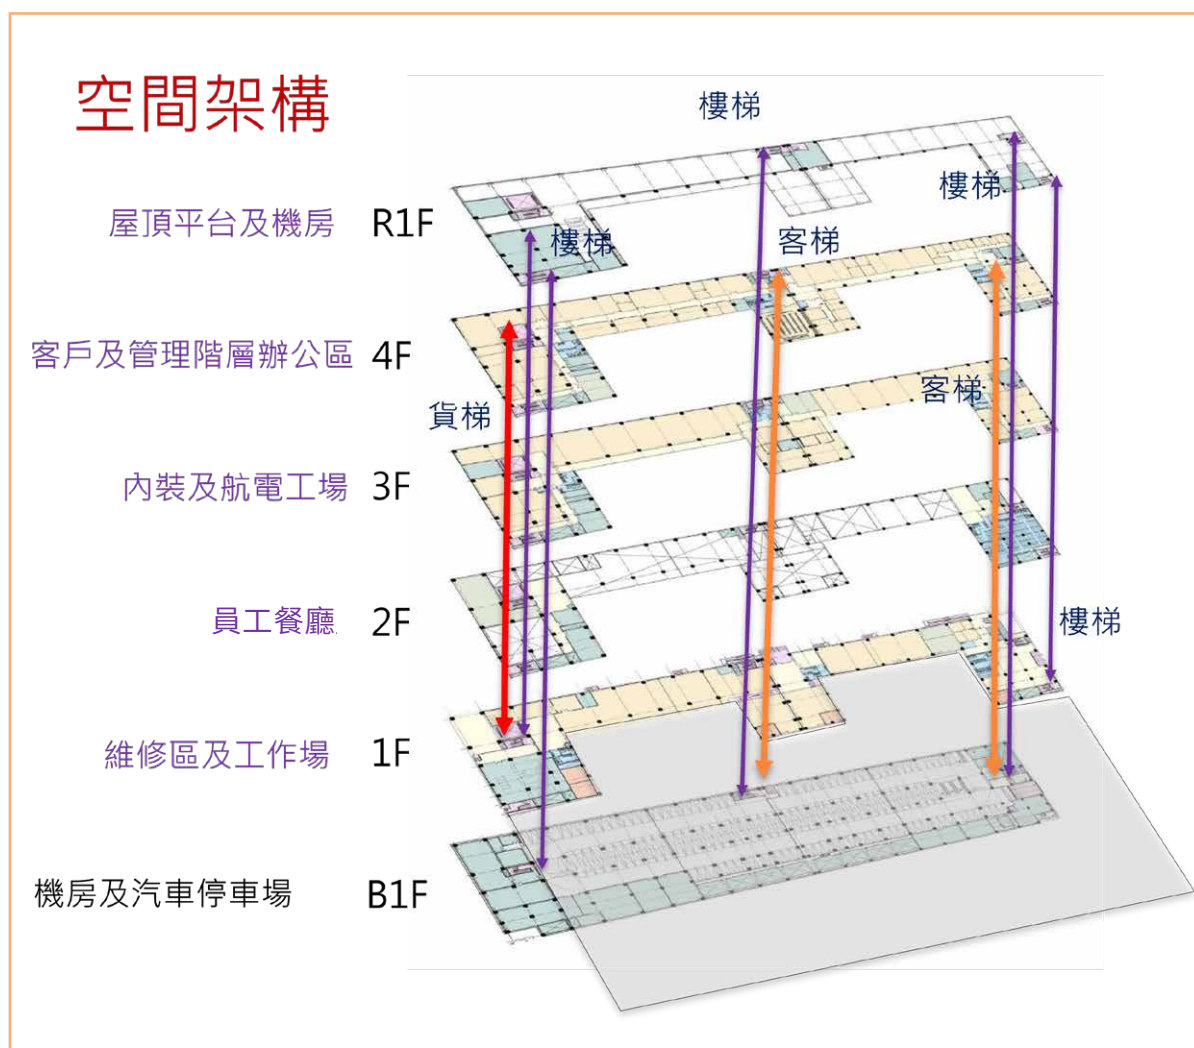 空間架構
樓梯
樓梯
屋頂平台及機房 R1F
樓梯
客梯
客戶及管理階層辦公區 4F
客梯
貨梯
內裝及航電工場 3F
員工餐廳 2F
樓梯
維修區及工作場 1F
機房及汽車停車場 B1F